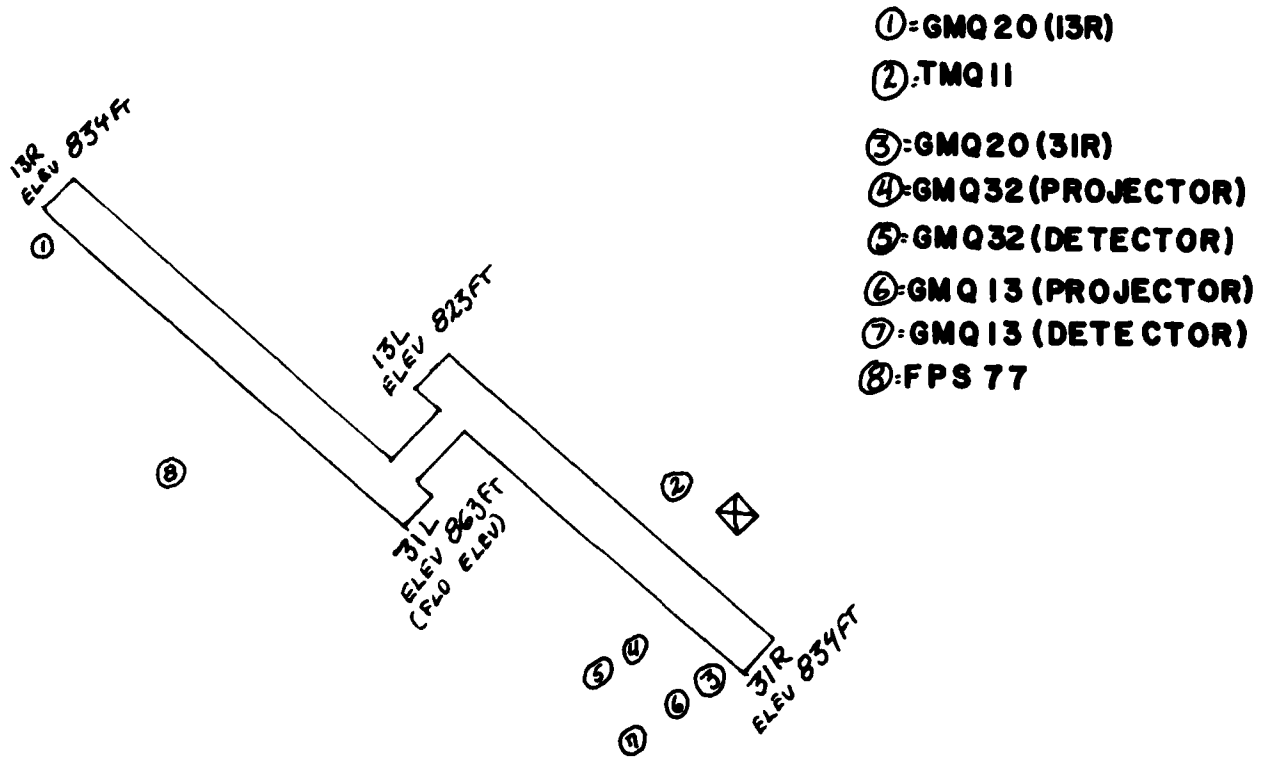 ①=GMQ20(13R)
②=TMQ11
③=GMQ20(31R)
④=GMQ32(PROJECTOR)
⑤=GMQ32(DETECTOR)
⑥=GMQ13(PROJECTOR)
⑦=GMQ13(DETECTOR)
⑧=FPS 77
13R
ELEV 834FT
①
13L
ELEV 823FT
⑧
②
31L
ELEV 863FT
(FLD ELEV)
⑤ ④
⑥ ③
⑦
31R
ELEV 834FT